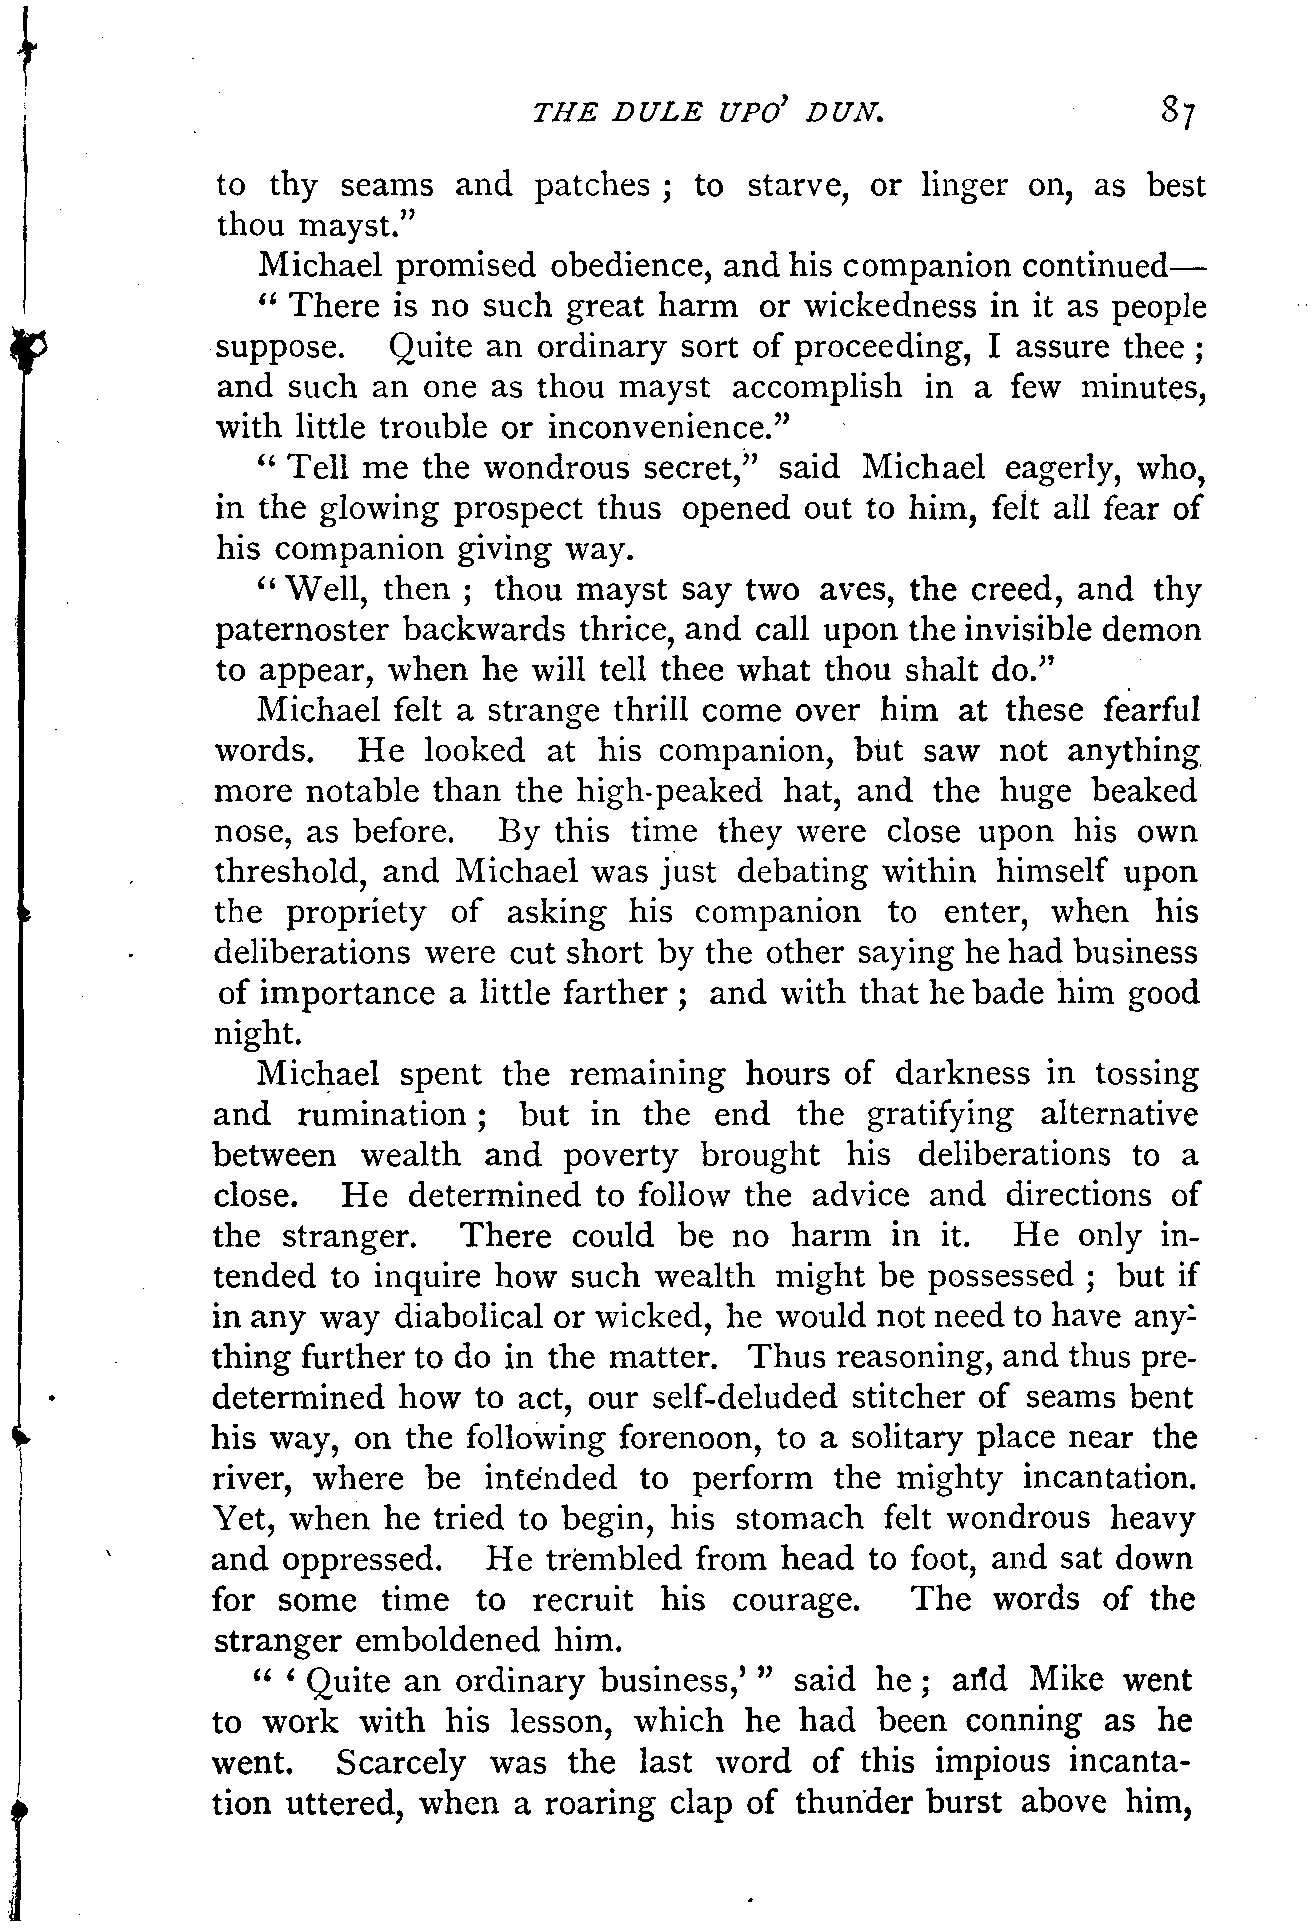 THE DULE UPO' DUN. 87
to thy seams and patches ; to starve, or linger on, as best
thou mayst."
Michael promised obedience, and his companion continued—
" There is no such great harm or wickedness in it as people
suppose. Quite an ordinary sort of proceeding, I assure thee ;
and such an one as thou mayst accomplish in a few minutes,
with little trouble or inconvenience."
" Tell me the wondrous secret," said Michael eagerly, who,
in the glowing prospect thus opened out to him, felt all fear of
his companion giving way.
" Well, then ; thou mayst say two aves, the creed, and thy
paternoster backwards thrice, and call upon the invisible demon
to appear, when he will tell thee what thou shalt do."
Michael felt a strange thrill come over him at these fearful
words. He looked at his companion, but saw not anything
more notable than the high-peaked hat, and the huge beaked
nose, as before. By this time they were close upon his own
threshold, and Michael was just debating within himself upon
the propriety of asking his companion to enter, when his
deliberations were cut short by the other saying he had business
of importance a little farther ; and with that he bade him good
night.
Michael spent the remaining hours of darkness in tossing
and rumination ; but in the end the gratifying alternative
between wealth and poverty brought his deliberations to a
close. He determined to follow the advice and directions of
the stranger. There could be no harm in it. He only in-
tended to inquire how such wealth might be possessed ; but if
in any way diabolical or wicked, he would not need to have any-
thing further to do in the matter. Thus reasoning, and thus pre-
determined how to act, our self-deluded stitcher of seams bent
his way, on the following forenoon, to a solitary place near the
river, where be intended to perform the mighty incantation.
Yet, when he tried to begin, his stomach felt wondrous heavy
and oppressed. He trembled from head to foot, and sat down
for some time to recruit his courage. The words of the
stranger emboldened him.
" ' Quite an ordinary business,' " said he ; and Mike went
to work with his lesson, which he had been conning as he
went. Scarcely was the last word of this impious incanta-
tion uttered, when a roaring clap of thunder burst above him,